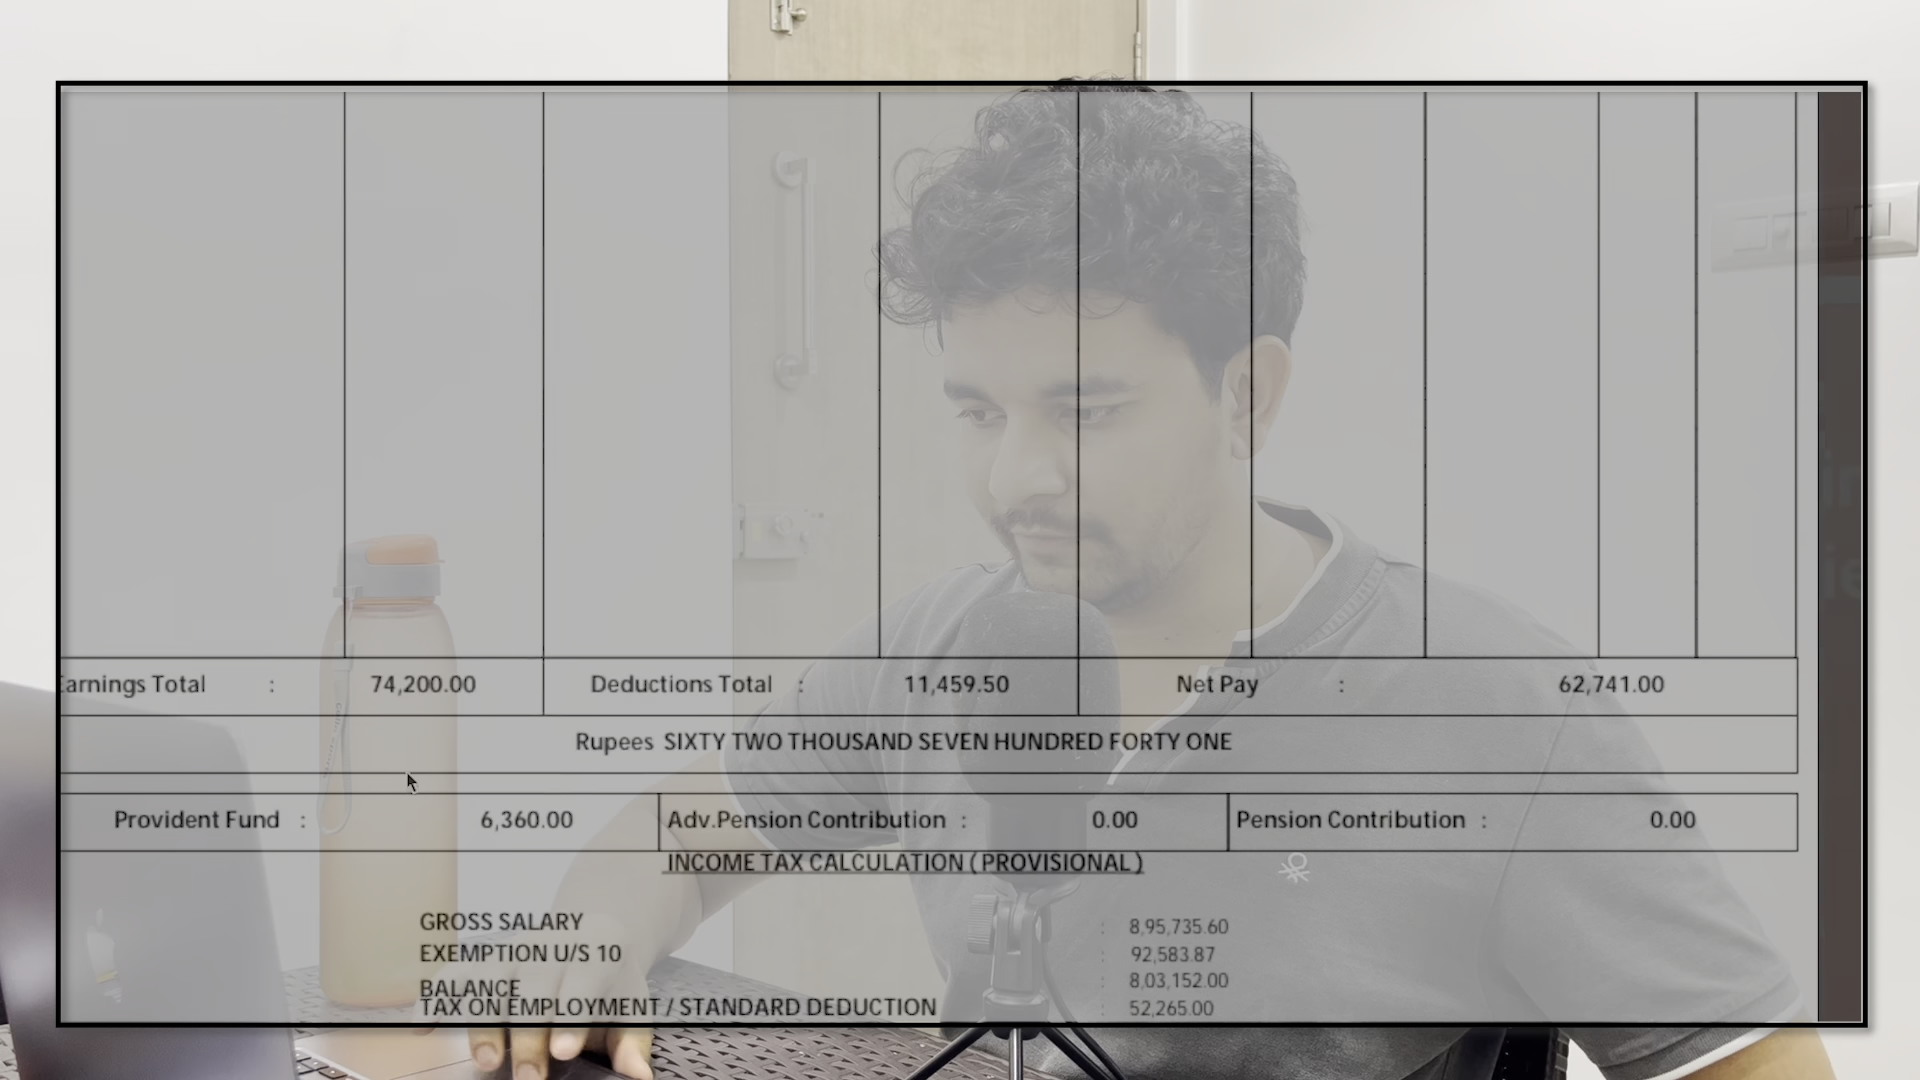 Earnings Total : 74,200.00 Deductions Total : 11,459.50 Net Pay : 62,741.00
Rupees SIXTY TWO THOUSAND SEVEN HUNDRED FORTY ONE
Provident Fund : 6,360.00 Adv.Pension Contribution : 0.00 Pension Contribution : 0.00
INCOME TAX CALCULATION ( PROVISIONAL )
GROSS SALARY : 8,95,735.60
EXEMPTION U/S 10 : 92,583.87
BALANCE : 8,03,152.00
TAX ON EMPLOYMENT / STANDARD DEDUCTION : 52,265.00